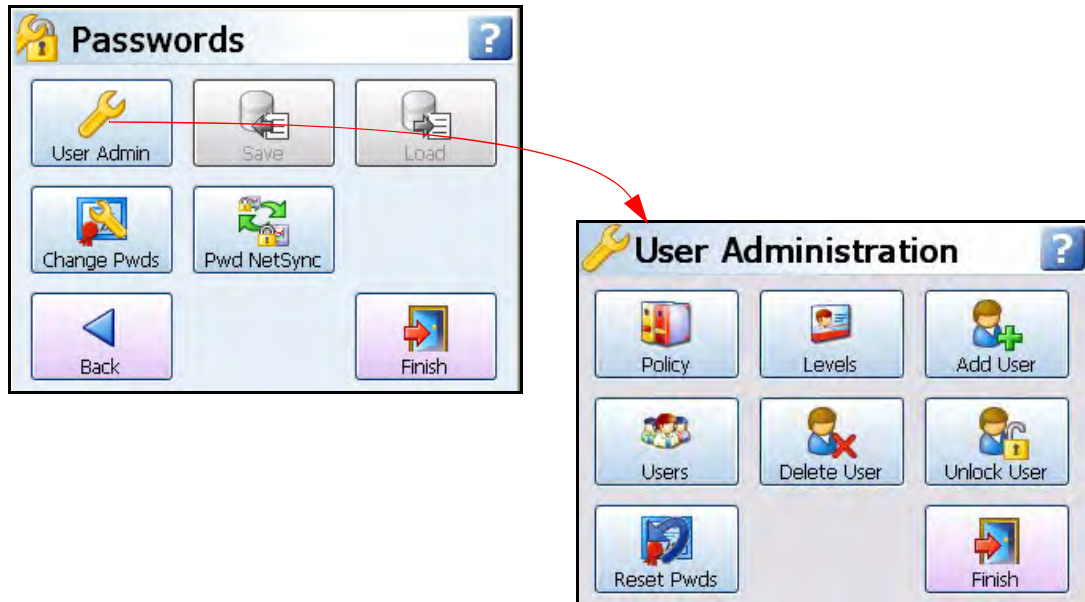 Passwords
?
User Admin
Save
Load
Change Pwds
Pwd NetSync
Back
Finish
User Administration
?
Policy
Levels
Add User
Users
Delete User
Unlock User
Reset Pwds
Finish